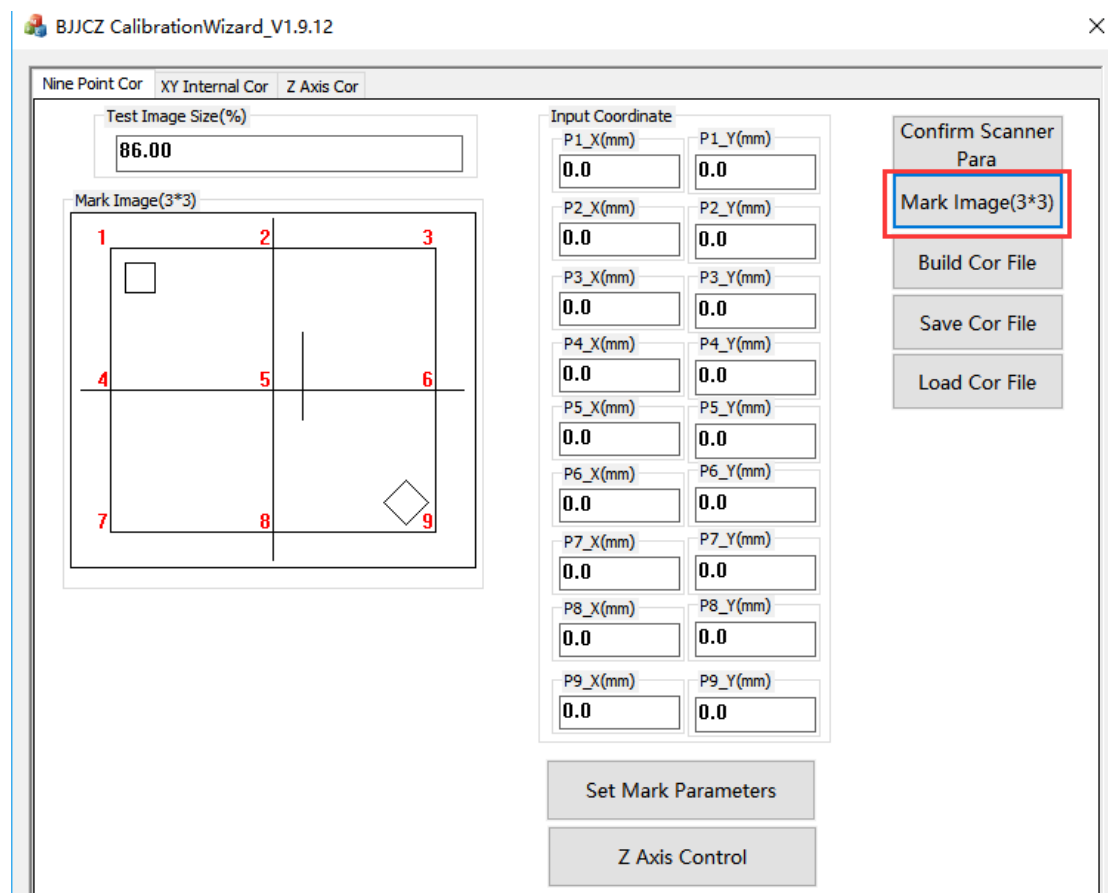 BJJCZ CalibrationWizard_V1.9.12
Nine Point Cor XY Internal Cor Z Axis Cor
Test Image Size(%)
86.00
Mark Image(3*3)
1 2 3
4 5 6
7 8 9
Input Coordinate
P1_X(mm) P1_Y(mm)
0.0 0.0
P2_X(mm) P2_Y(mm)
0.0 0.0
P3_X(mm) P3_Y(mm)
0.0 0.0
P4_X(mm) P4_Y(mm)
0.0 0.0
P5_X(mm) P5_Y(mm)
0.0 0.0
P6_X(mm) P6_Y(mm)
0.0 0.0
P7_X(mm) P7_Y(mm)
0.0 0.0
P8_X(mm) P8_Y(mm)
0.0 0.0
P9_X(mm) P9_Y(mm)
0.0 0.0
Set Mark Parameters
Z Axis Control
Confirm Scanner
Para
Mark Image(3*3)
Build Cor File
Save Cor File
Load Cor File